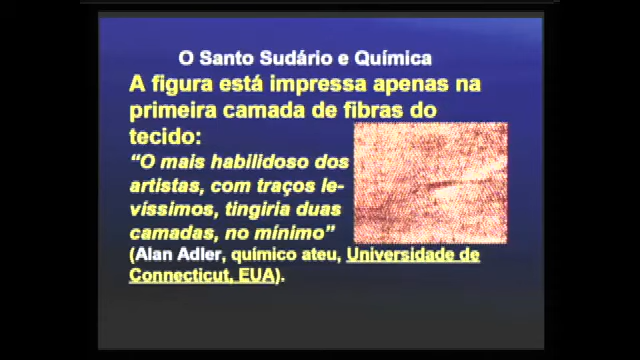 O Santo Sudário e Química
A figura está impressa apenas na
primeira camada de fibras do
tecido:
“O mais habilidoso dos
artistas, com traços le-
víssimos, tingiria duas
camadas, no mínimo”
(Alan Adler, químico ateu, Universidade de
Connecticut, EUA).